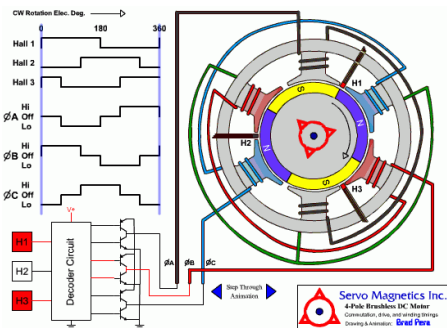 CW Rotation Elec. Deg.
0 180 360
Hall 1
Hall 2
Hall 3
Hi
ØA Off
Lo
Hi
ØB Off
Lo
Hi
ØC Off
Lo
V+
H1
H2
H3
Decoder Circuit
ØA
ØB
ØC
H1
H2
H3
S
N
S
N
Step Through
Animation
Servo Magnetics Inc.
4-Pole Brushless DC Motor
Commutation, drive, and winding timings.
Drawing & Animation: Brad Pera